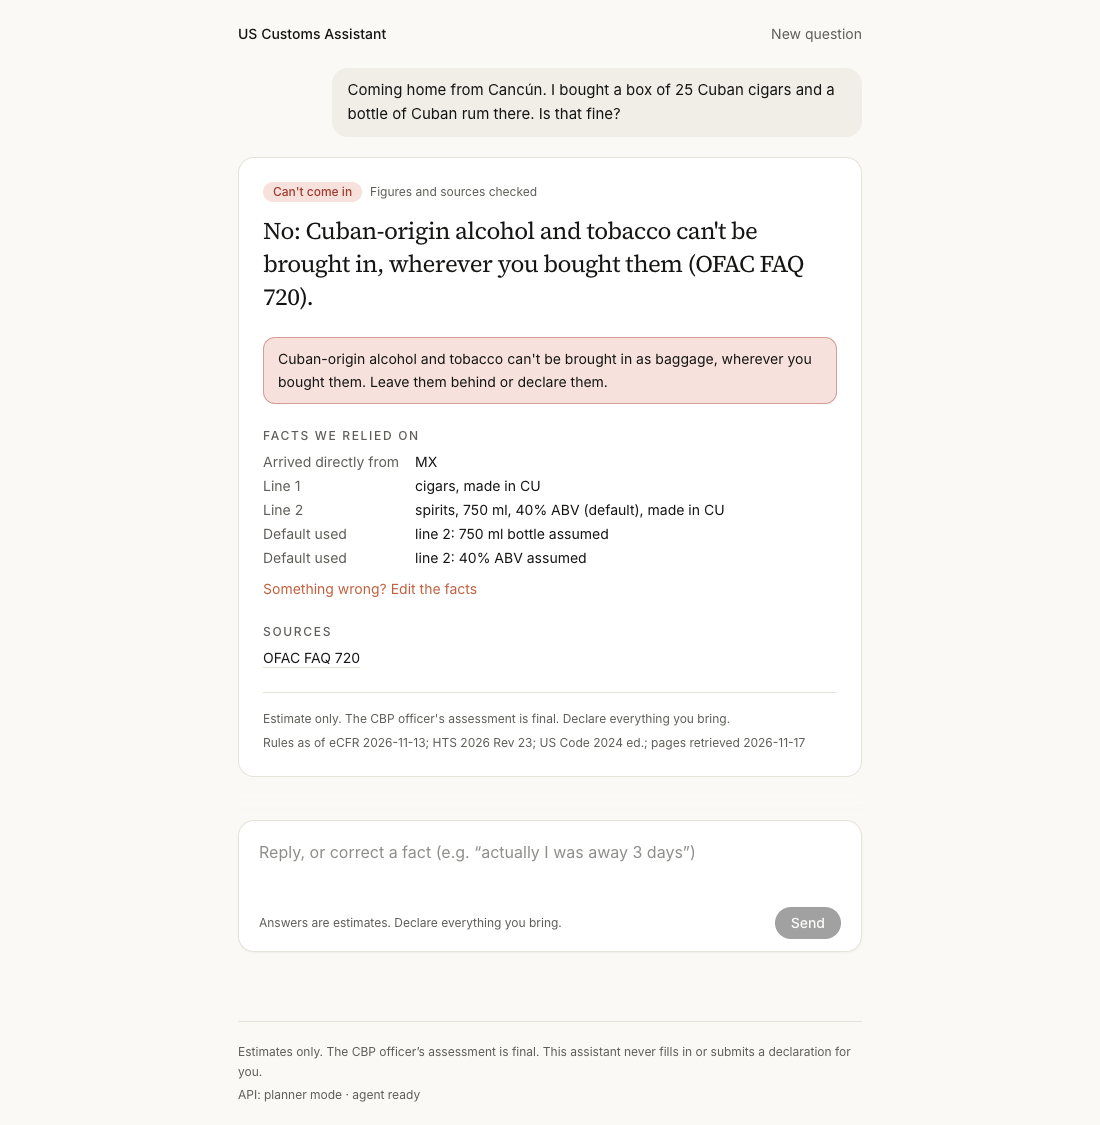 US Customs Assistant
New question
Coming home from Cancún. I bought a box of 25 Cuban cigars and a
bottle of Cuban rum there. Is that fine?
Can't come in
Figures and sources checked
No: Cuban-origin alcohol and tobacco can't be
brought in, wherever you bought them (OFAC FAQ
720).
Cuban-origin alcohol and tobacco can't be brought in as baggage, wherever you
bought them. Leave them behind or declare them.
FACTS WE RELIED ON
Arrived directly from MX
Line 1 cigars, made in CU
Line 2 spirits, 750 ml, 40% ABV (default), made in CU
Default used line 2: 750 ml bottle assumed
Default used line 2: 40% ABV assumed
Something wrong? Edit the facts
SOURCES
OFAC FAQ 720
Estimate only. The CBP officer's assessment is final. Declare everything you bring.
Rules as of eCFR 2026-11-13; HTS 2026 Rev 23; US Code 2024 ed.; pages retrieved 2026-11-17
Reply, or correct a fact (e.g. “actually I was away 3 days”)
Answers are estimates. Declare everything you bring.
Send
Estimates only. The CBP officer’s assessment is final. This assistant never fills in or submits a declaration for
you.
API: planner mode · agent ready